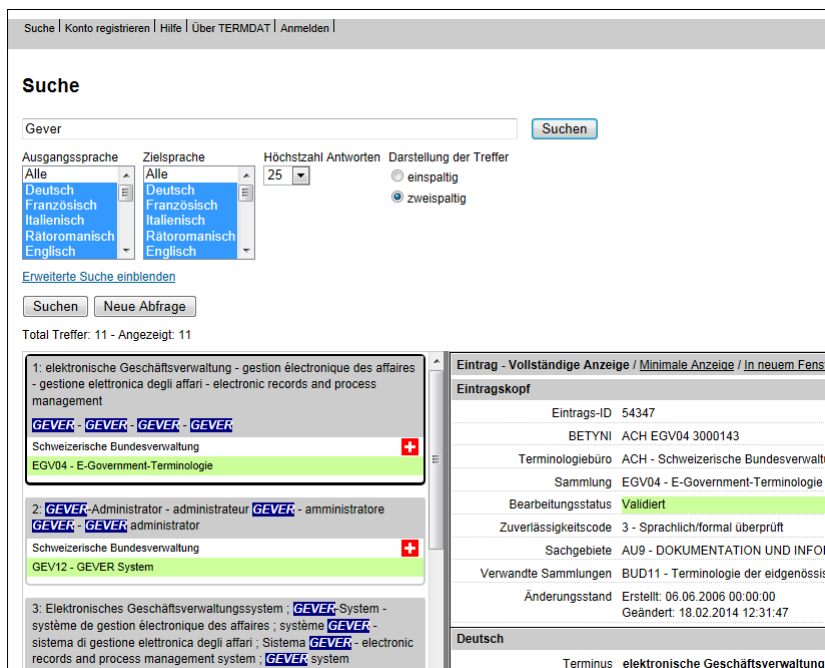 Suche | Konto registrieren | Hilfe | Über TERMDAT | Anmelden |
Suche
Gever
Suchen
Ausgangssprache Zielsprache Höchstzahl Antworten Darstellung der Treffer
Alle Alle 25 einspaltig
Deutsch Deutsch
Französisch Französisch zweispaltig
Italienisch Italienisch
Rätoromanisch Rätoromanisch
Englisch Englisch
Erweiterte Suche einblenden
Suchen Neue Abfrage
Total Treffer: 11 - Angezeigt: 11
1: elektronische Geschäftsverwaltung - gestion électronique des affaires
- gestione elettronica degli affari - electronic records and process
management
GEVER - GEVER - GEVER - GEVER
Schweizerische Bundesverwaltung
EGV04 - E-Government-Terminologie
2: GEVER-Administrator - administrateur GEVER - amministratore
GEVER - GEVER administrator
Schweizerische Bundesverwaltung
GEV12 - GEVER System
3: Elektronisches Geschäftsverwaltungssystem ; GEVER-System -
système de gestion électronique des affaires ; système GEVER -
sistema di gestione elettronica degli affari ; Sistema GEVER - electronic
records and process management system ; GEVER system
Eintrag - Vollständige Anzeige / Minimale Anzeige / In neuem Fens
Eintragskopf
Eintrags-ID 54347
BETYNI ACH EGV04 3000143
Terminologiebüro ACH - Schweizerische Bundesverwalt
Sammlung EGV04 - E-Government-Terminologie
Bearbeitungsstatus Validiert
Zuverlässigkeitscode 3 - Sprachlich/formal überprüft
Sachgebiete AU9 - DOKUMENTATION UND INFO
Verwandte Sammlungen BUD11 - Terminologie der eidgenössis
Änderungsstand Erstellt: 06.06.2006 00:00:00
Geändert: 18.02.2014 12:31:47
Deutsch
Terminus elektronische Geschäftsverwaltung